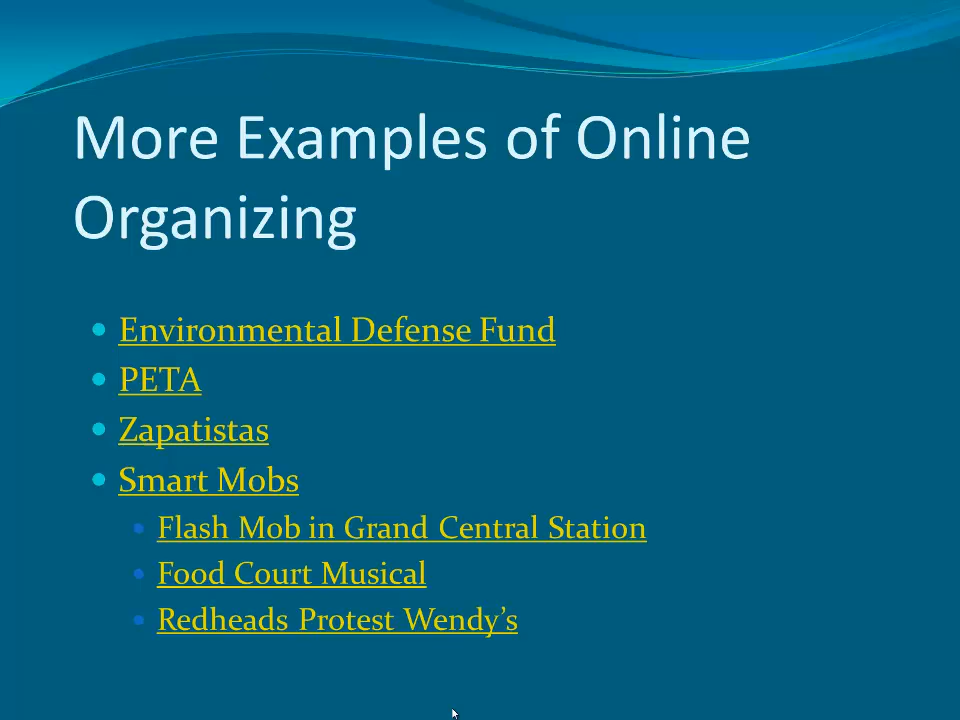 More Examples of Online
Organizing
Environmental Defense Fund
PETA
Zapatistas
Smart Mobs
Flash Mob in Grand Central Station
Food Court Musical
Redheads Protest Wendy’s